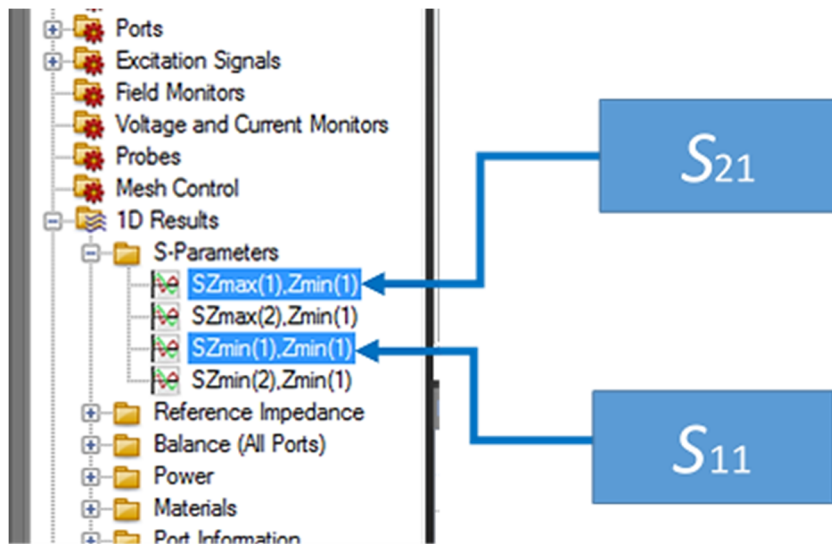 Ports
Excitation Signals
Field Monitors
Voltage and Current Monitors
Probes
Mesh Control
1D Results
S-Parameters
SZmax(1),Zmin(1)
SZmax(2),Zmin(1)
SZmin(1),Zmin(1)
SZmin(2),Zmin(1)
Reference Impedance
Balance (All Ports)
Power
Materials
Port Information
S21
S11